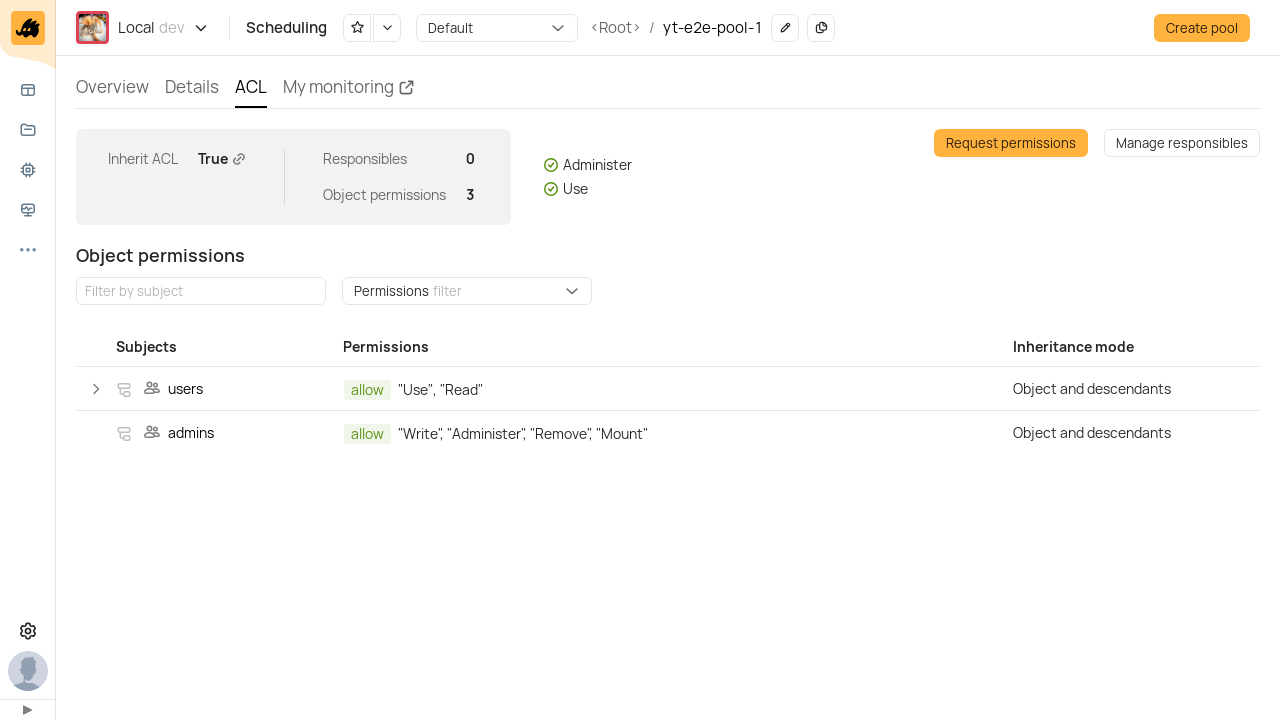 Local dev
Scheduling
Default
<Root> / yt-e2e-pool-1
Create pool
Overview
Details
ACL
My monitoring
Inherit ACL True
Responsibles 0
Object permissions 3
Administer
Use
Request permissions
Manage responsibles
Object permissions
Filter by subject
Permissions filter
Subjects Permissions Inheritance mode
users allow "Use", "Read" Object and descendants
admins allow "Write", "Administer", "Remove", "Mount" Object and descendants